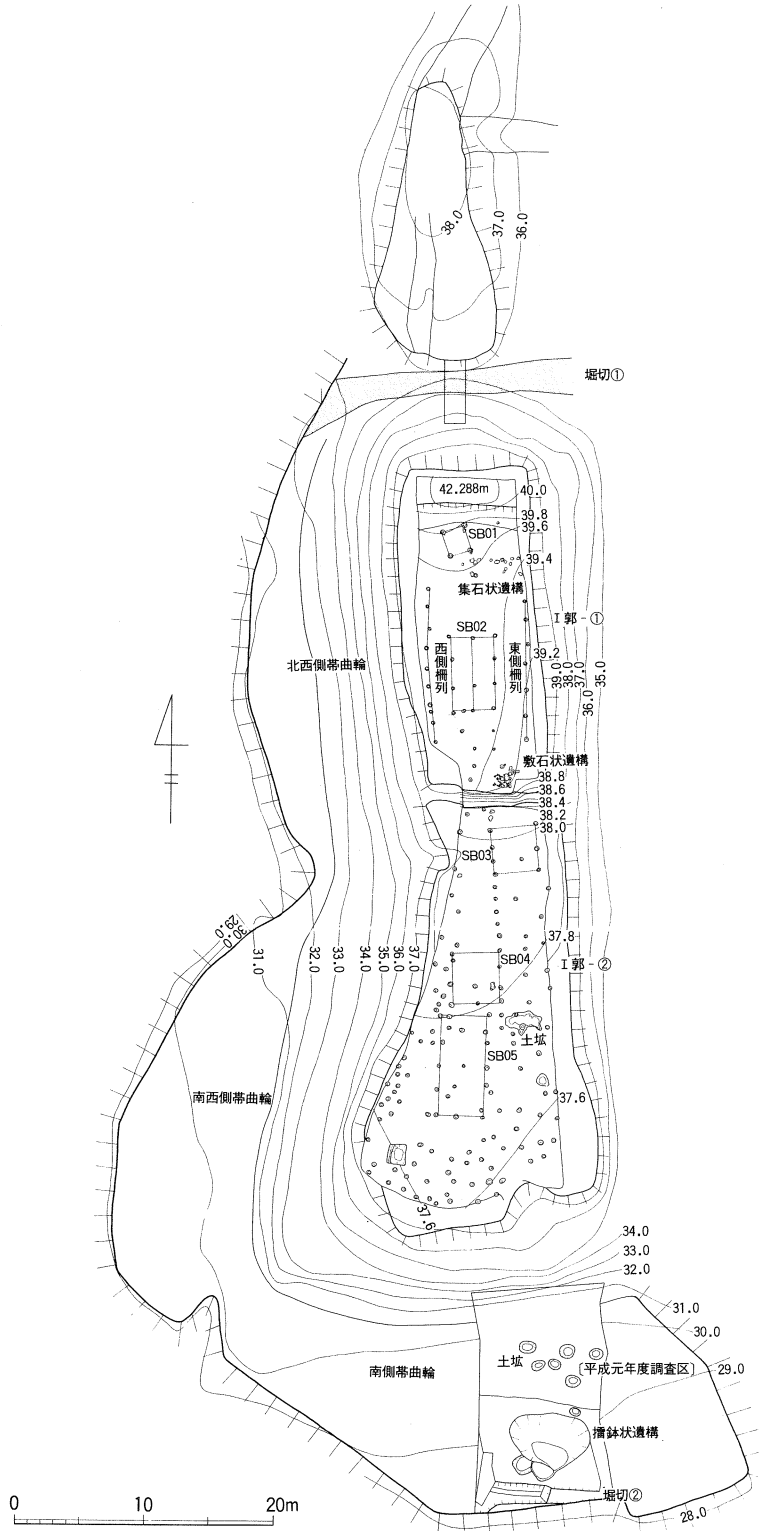 38.0
37.0
36.0
堀切①
42.288m
40.0
39.8
39.6
SB01
39.4
集石状遺構
Ⅰ郭-①
SB02
西側柵列
東側柵列
39.2
39.0
38.0
37.0
36.0
35.0
北西側帯曲輪
敷石状遺構
38.8
38.6
38.4
38.2
38.0
SB03
37.8
29.0
30.0
31.0
32.0
33.0
34.0
35.0
36.0
37.0
SB04
Ⅰ郭-②
土拡
SB05
37.6
南西側帯曲輪
37.6
34.0
33.0
32.0
31.0
30.0
土拡
〔平成元年度調査区〕
29.0
南側帯曲輪
擂鉢状遺構
堀切②
28.0
0 10 20m